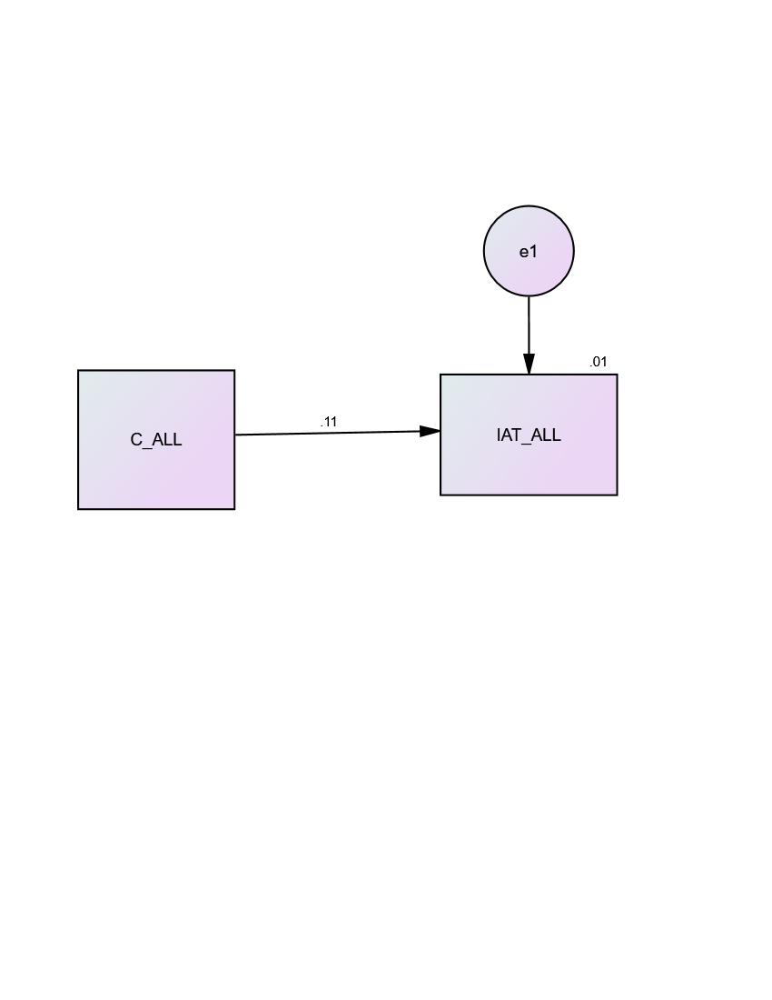 e1
.01
.11
C_ALL
IAT_ALL